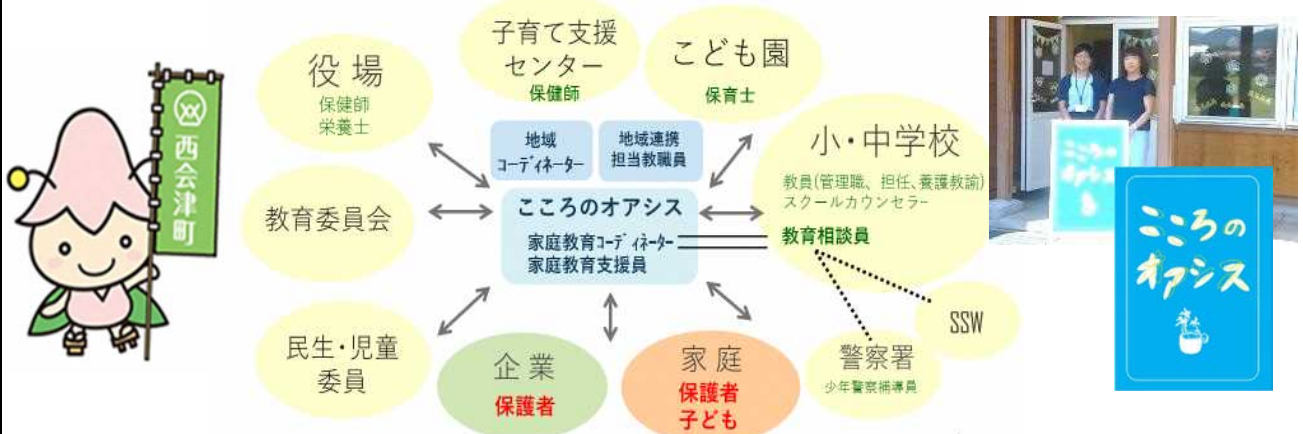 西会津町
役場
保健師
栄養士
子育て支援
センター
保健師
こども園
保育士
地域
コーディネーター
地域連携
担当教職員
小・中学校
教員(管理職、担任、養護教諭)
スクールカウンセラー
教育相談員
教育委員会
こころのオアシス
家庭教育コーディネーター
家庭教育支援員
民生・児童
委員
企業
保護者
家庭
保護者
子ども
警察署
少年警察補導員
SSW
こころの
オアシス
こころの
オアシス